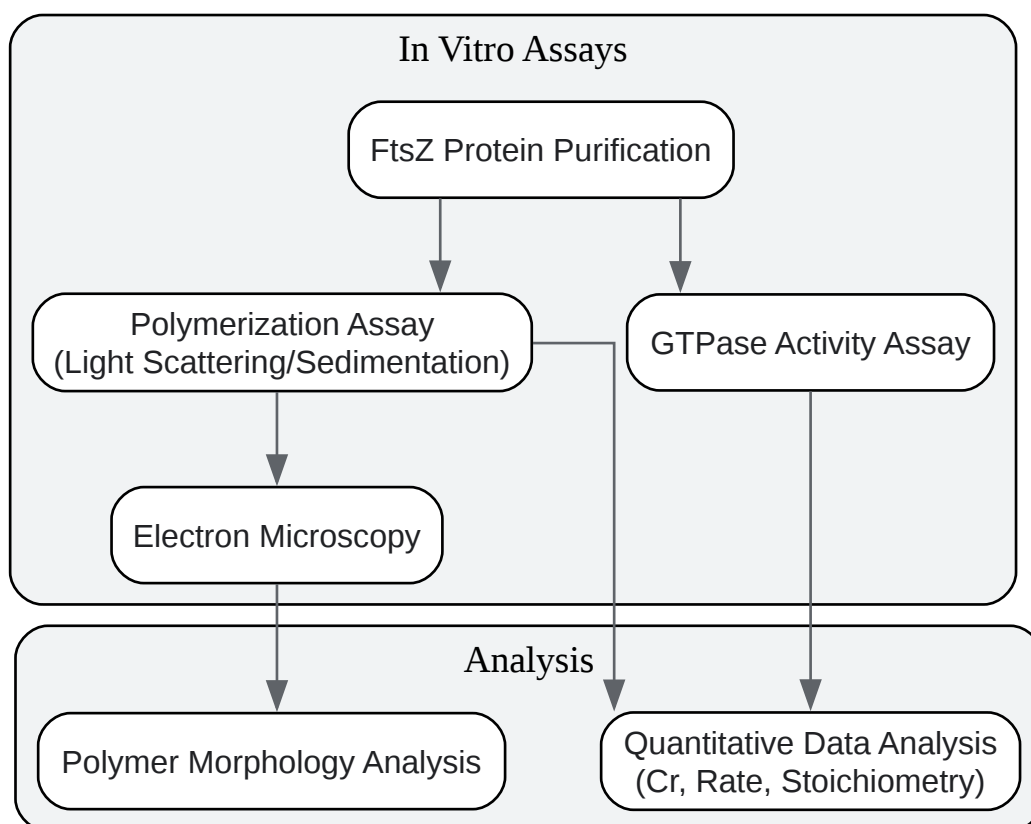 In Vitro Assays
FtsZ Protein Purification
Polymerization Assay
(Light Scattering/Sedimentation)
GTPase Activity Assay
Electron Microscopy
Analysis
Polymer Morphology Analysis
Quantitative Data Analysis
(Cr, Rate, Stoichiometry)